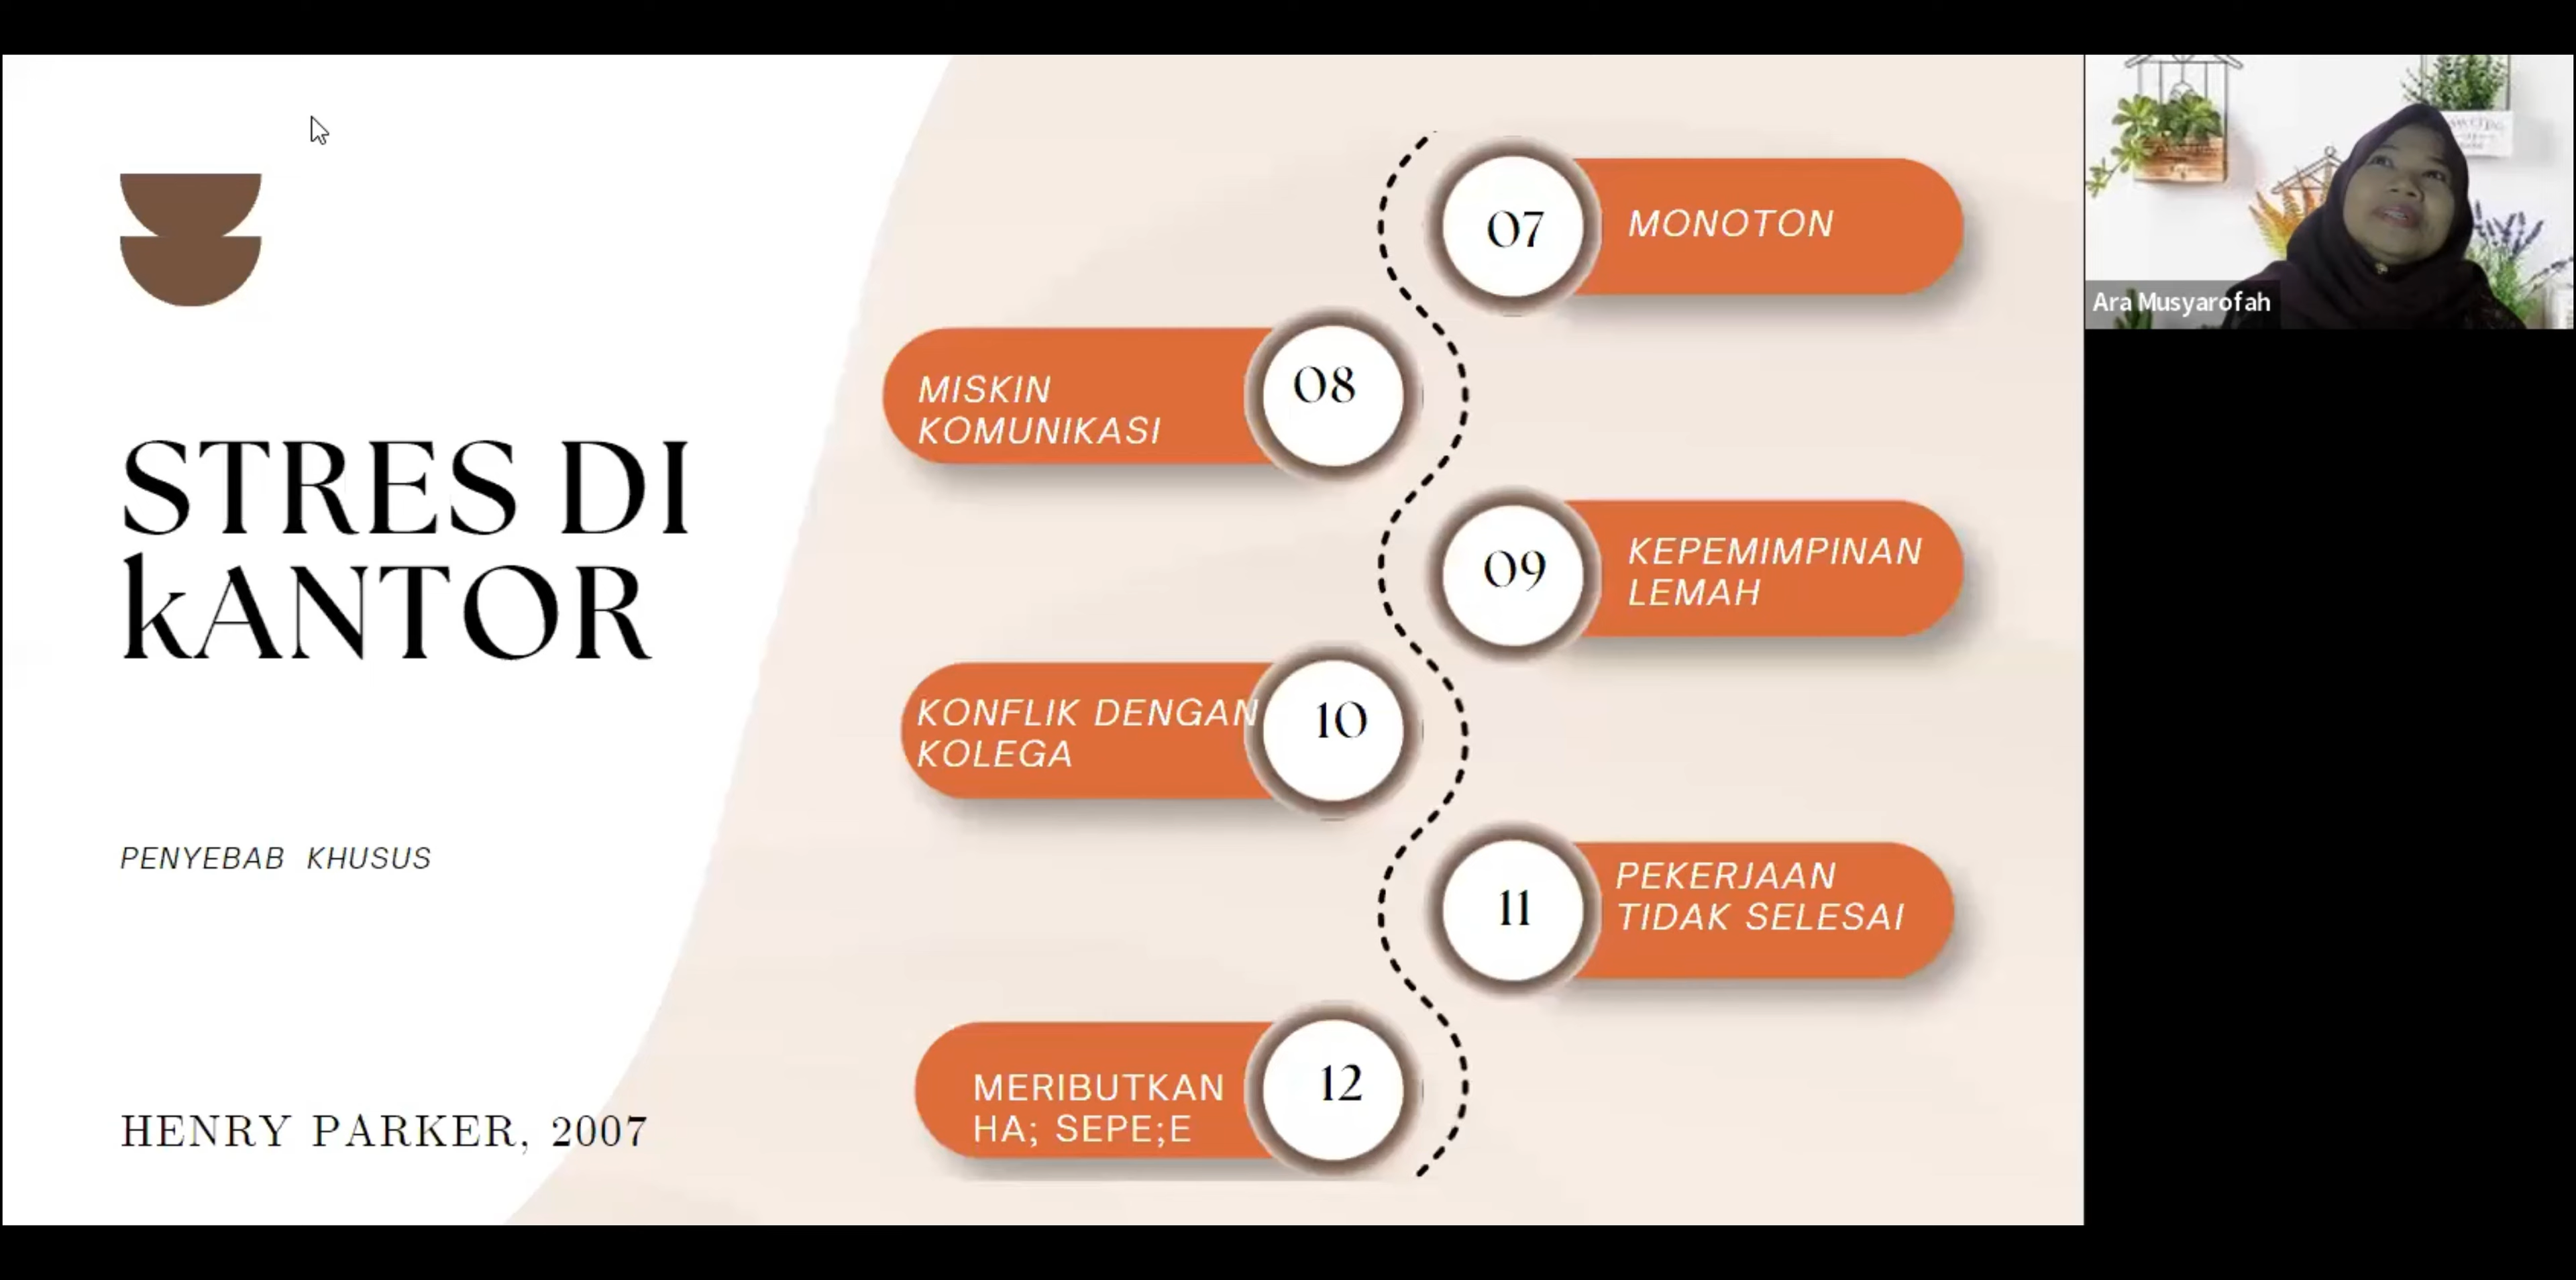 STRES DI
kANTOR
PENYEBAB KHUSUS
HENRY PARKER, 2007
07
MONOTON
08
MISKIN
KOMUNIKASI
09
KEPEMIMPINAN
LEMAH
10
KONFLIK DENGAN
KOLEGA
11
PEKERJAAN
TIDAK SELESAI
12
MERIBUTKAN
HA; SEPE;E
Ara Musyarofah